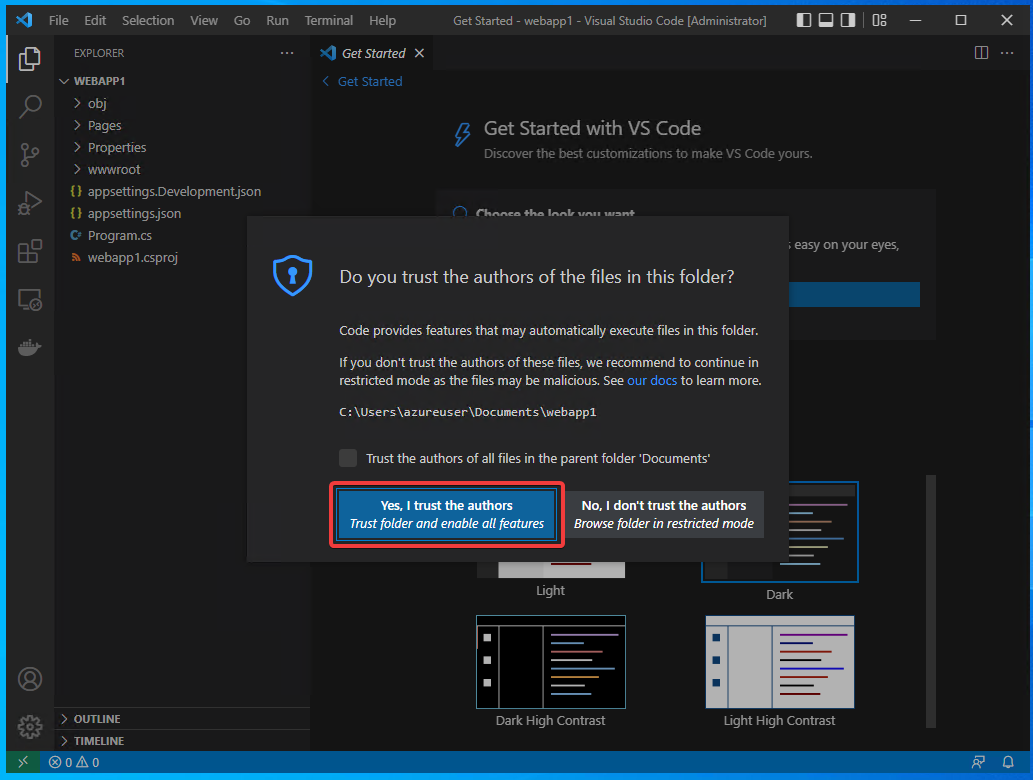 File Edit Selection View Go Run Terminal Help Get Started - webapp1 - Visual Studio Code [Administrator]
EXPLORER
WEBAPP1
obj
Pages
Properties
wwwroot
appsettings.Development.json
appsettings.json
Program.cs
webapp1.csproj
OUTLINE
TIMELINE
Get Started
Get Started
Get Started with VS Code
Discover the best customizations to make VS Code yours.
Choose the look you want
s easy on your eyes,
Do you trust the authors of the files in this folder?
Code provides features that may automatically execute files in this folder.
If you don't trust the authors of these files, we recommend to continue in
restricted mode as the files may be malicious. See our docs to learn more.
C:\Users\azureuser\Documents\webapp1
Trust the authors of all files in the parent folder 'Documents'
Yes, I trust the authors
Trust folder and enable all features
No, I don't trust the authors
Browse folder in restricted mode
Light
Dark
Dark High Contrast
Light High Contrast
0 0